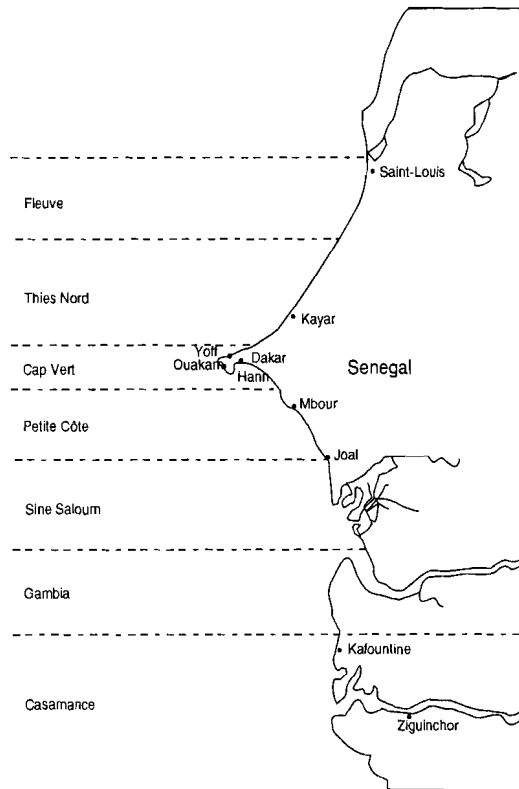 Saint-Louis
Fleuve
Thies Nord
Kayar
Yoff
Ouakam
Dakar
Cap Vert
Hann
Senegal
Mbour
Petite Côte
Joal
Sine Saloum
Gambia
Kafountine
Casamance
Ziguinchor